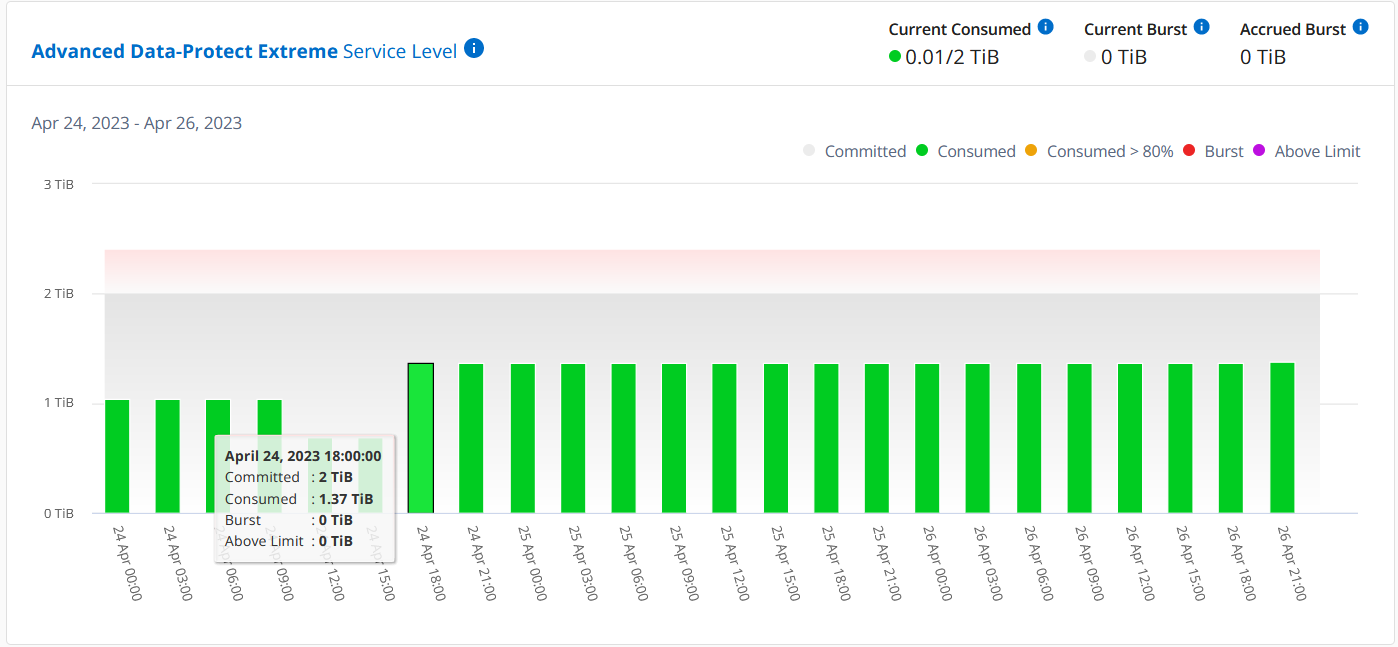 Advanced Data-Protect Extreme Service Level
Current Consumed
0.01/2 TiB
Current Burst
0 TiB
Accrued Burst
0 TiB
Apr 24, 2023 - Apr 26, 2023
Committed Consumed Consumed > 80% Burst Above Limit
3 TiB
2 TiB
1 TiB
0 TiB
April 24, 2023 18:00:00
Committed : 2 TiB
Consumed : 1.37 TiB
Burst : 0 TiB
Above Limit : 0 TiB
24 Apr 00:00
24 Apr 03:00
24 Apr 06:00
24 Apr 09:00
24 Apr 12:00
24 Apr 15:00
24 Apr 18:00
24 Apr 21:00
25 Apr 00:00
25 Apr 03:00
25 Apr 06:00
25 Apr 09:00
25 Apr 12:00
25 Apr 15:00
25 Apr 18:00
25 Apr 21:00
26 Apr 00:00
26 Apr 03:00
26 Apr 06:00
26 Apr 09:00
26 Apr 12:00
26 Apr 15:00
26 Apr 18:00
26 Apr 21:00